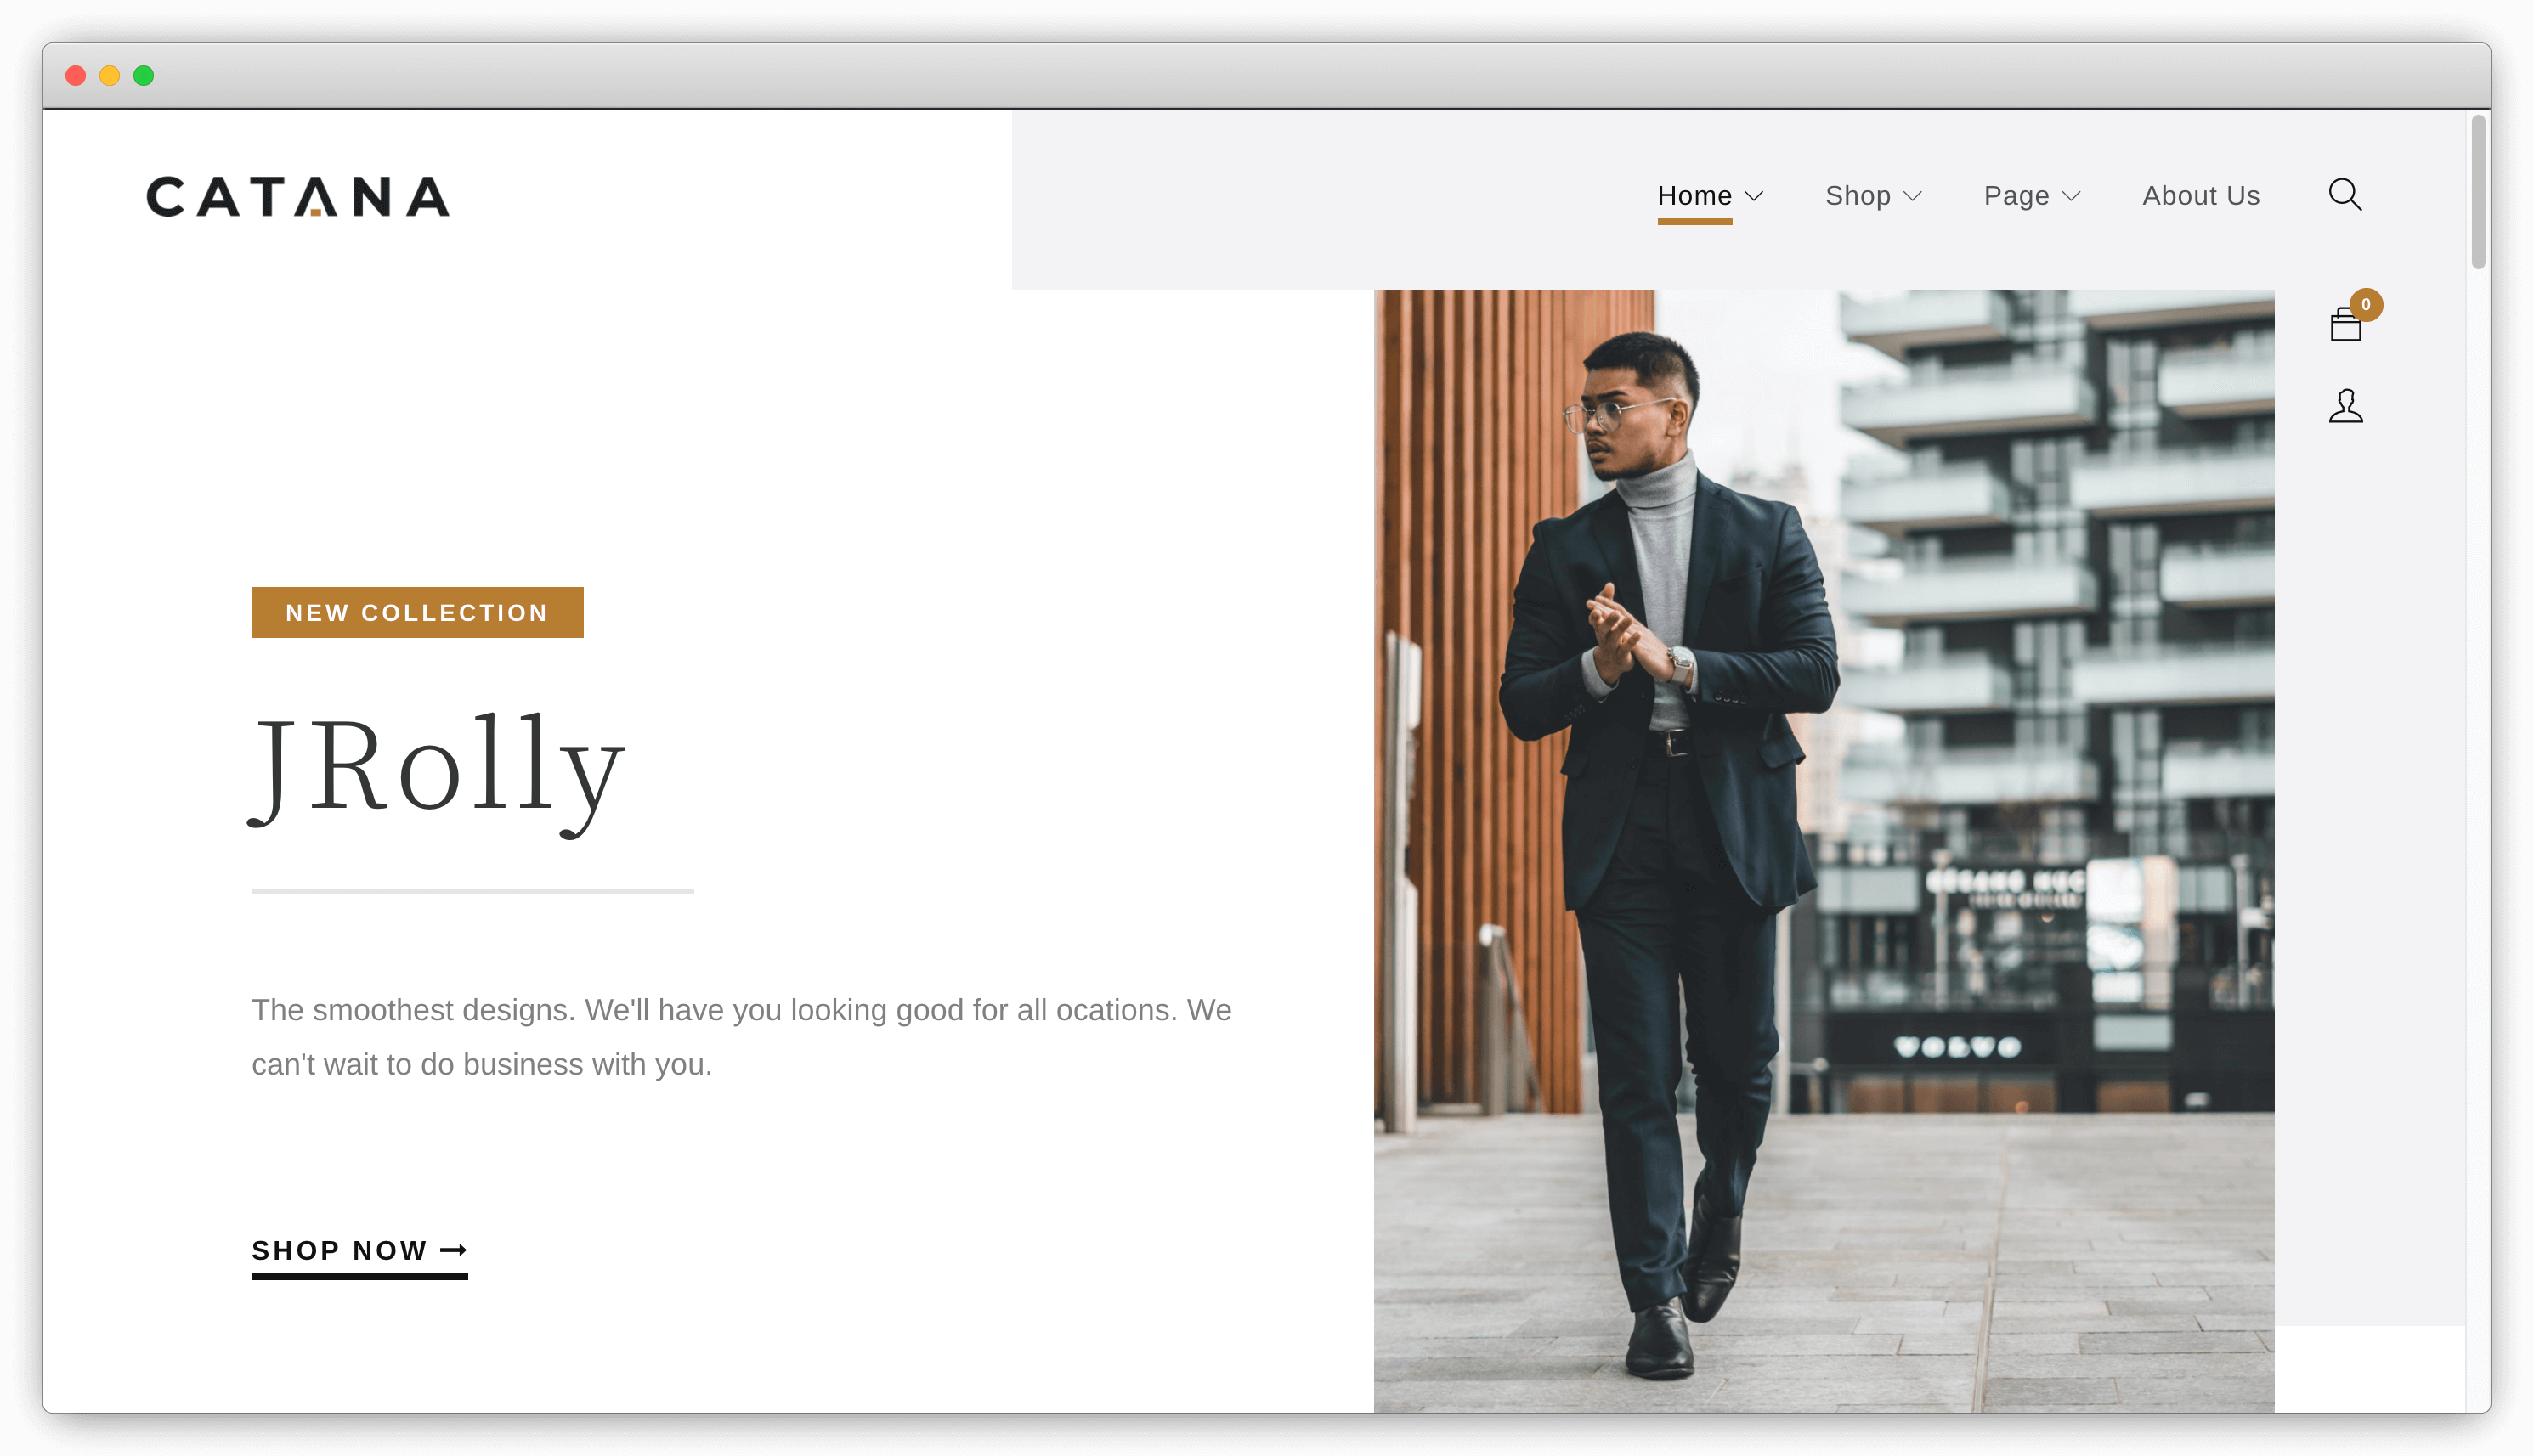 CATANA
Home
Shop
Page
About Us
0
NEW COLLECTION
JRolly
The smoothest designs. We'll have you looking good for all ocations. We
can't wait to do business with you.
SHOP NOW
VOLVO